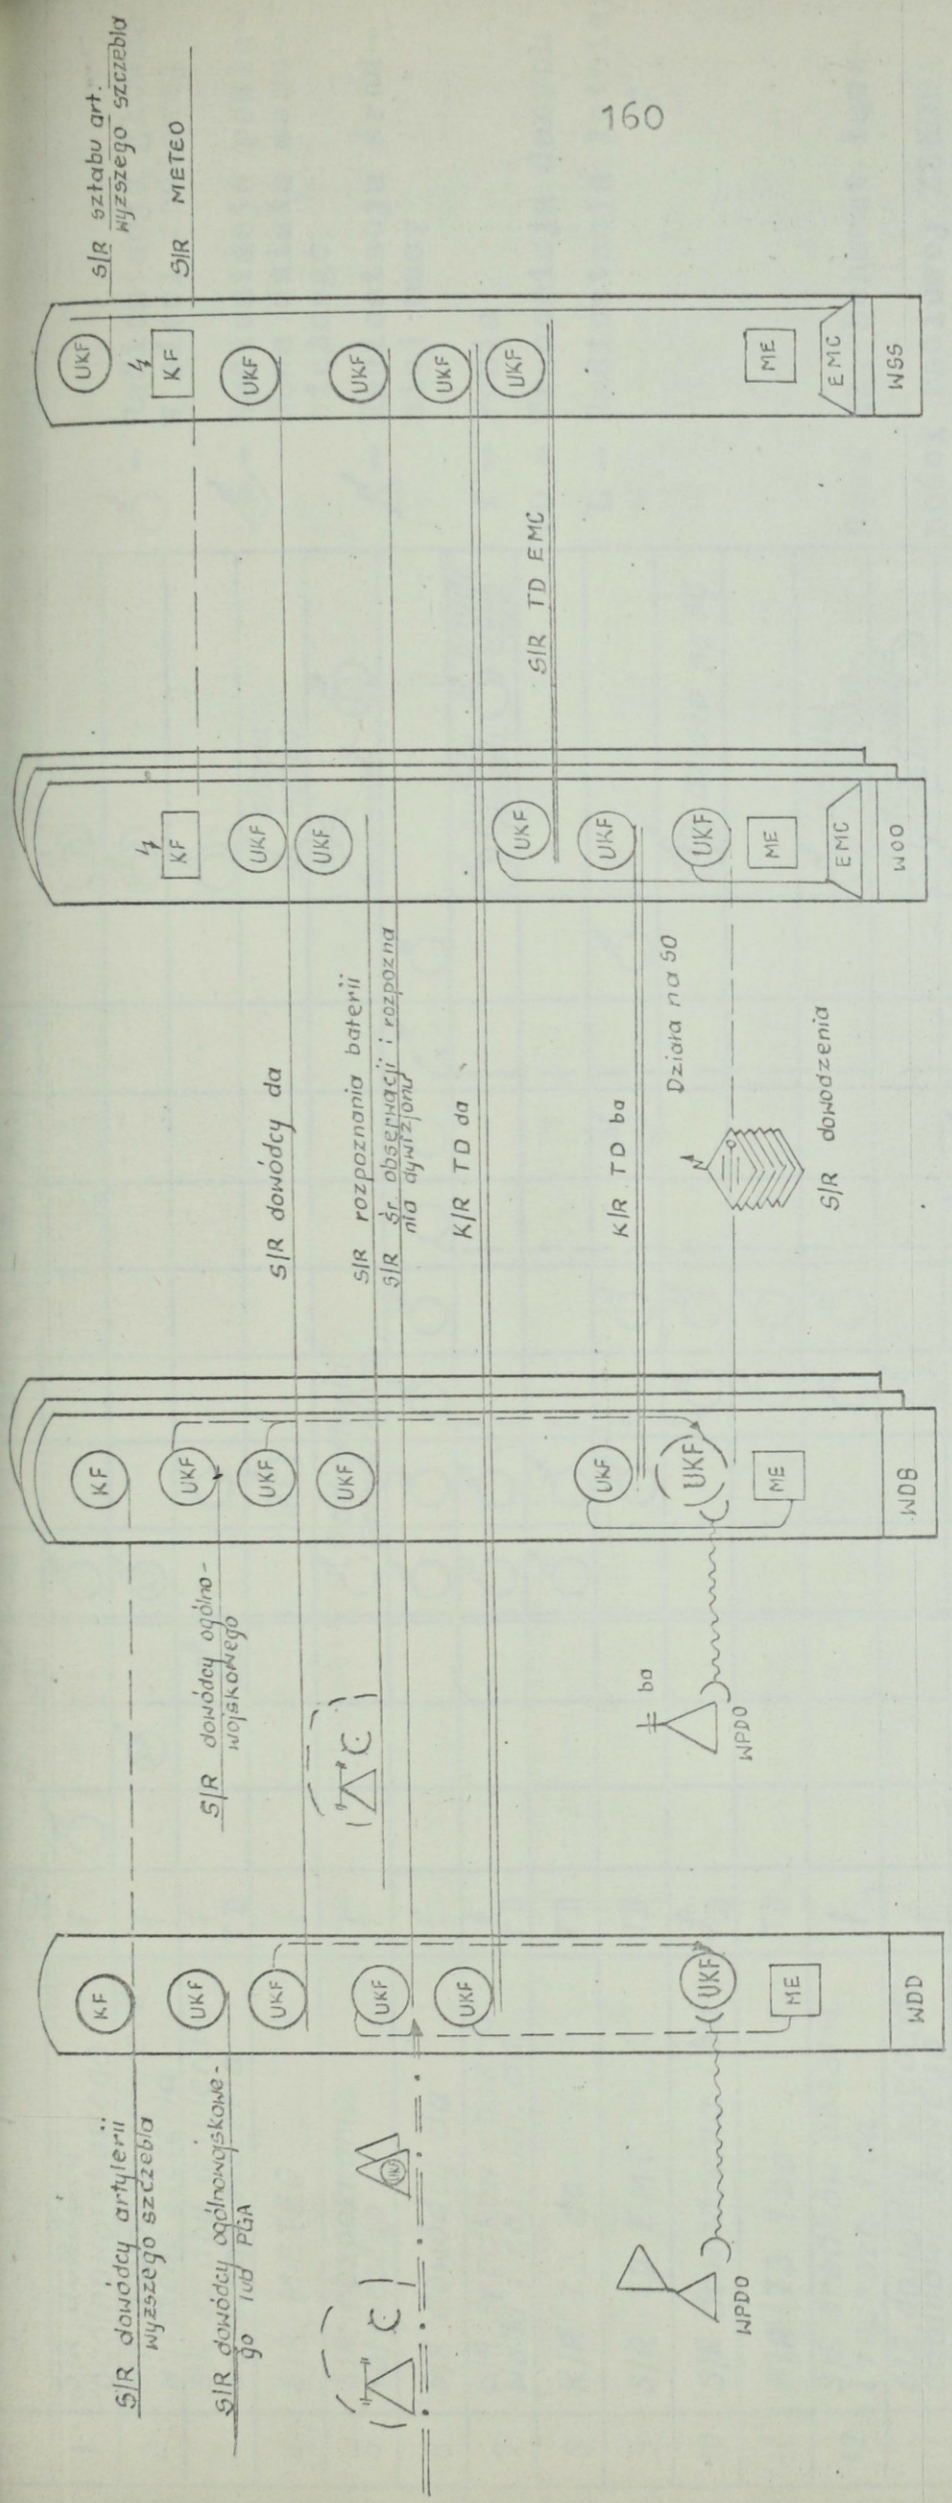 160
S/R dowódcy artylerii
wyższego szczebla
S/R dowódcy ogólnowojskowe-
go lub PGA
UKF
WPDO
KF
UKF
UKF
UKF
UKF
UKF
ME
WDD
S/R dowódcy ogólno-
wojskowego
ba
WPDO
KF
UKF
UKF
UKF
UKF
UKF
ME
WDB
S/R dowódcy da
S/R rozpoznania baterii
S/R śr. obserwacji i rozpozna
nia dywizjonu
K/R TD da
K/R TD ba
Działa na SO
S/R dowodzenia
KF
UKF
UKF
UKF
UKF
UKF
ME
EMC
WOO
S/R TD EMC
UKF
KF
UKF
UKF
UKF
UKF
ME
EMC
WSS
S/R sztabu art.
wyższego szczebla
S/R METEO